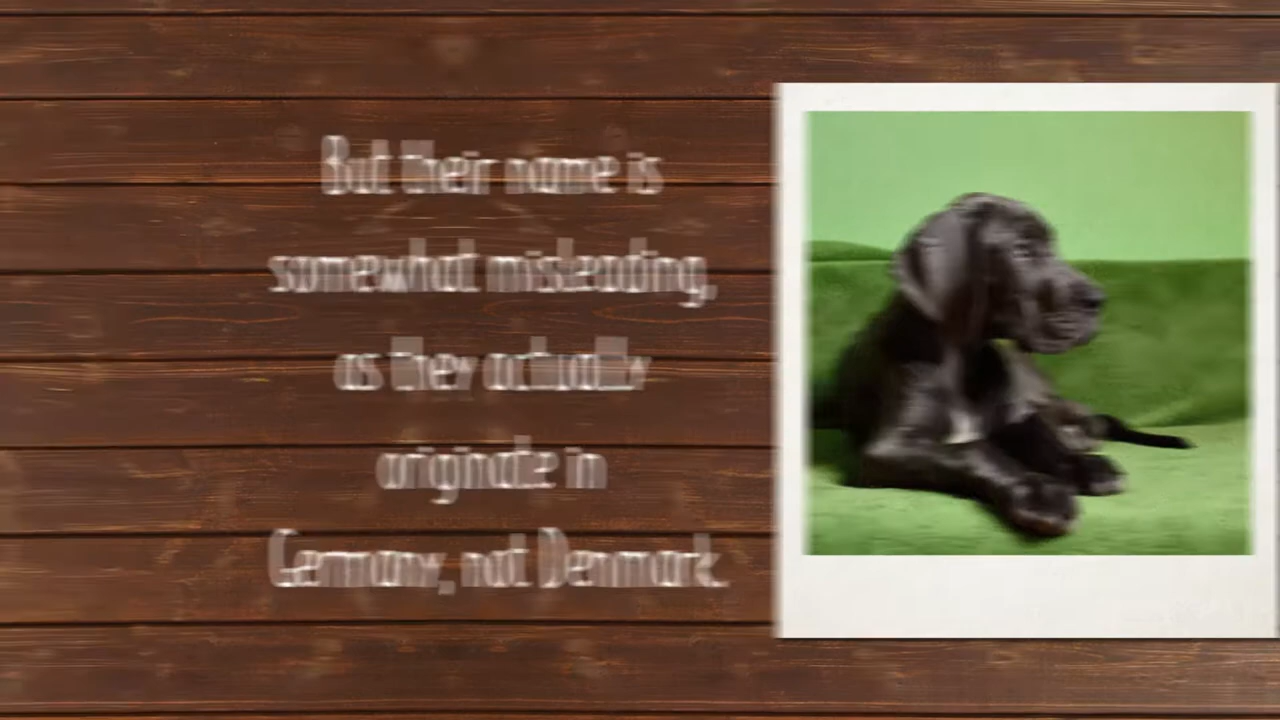 But their name is
somewhat misleading,
as they actually
originate in
Germany, not Denmark.